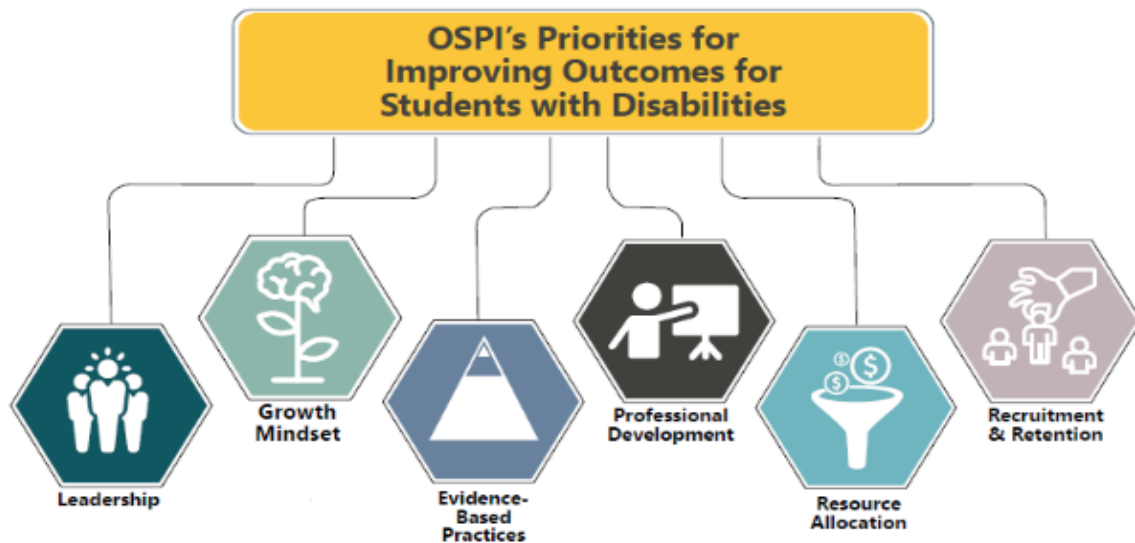 OSPI's Priorities for
Improving Outcomes for
Students with Disabilities
Leadership
Growth
Mindset
Evidence-
Based
Practices
Professional
Development
$
$
$
Resource
Allocation
Recruitment
& Retention